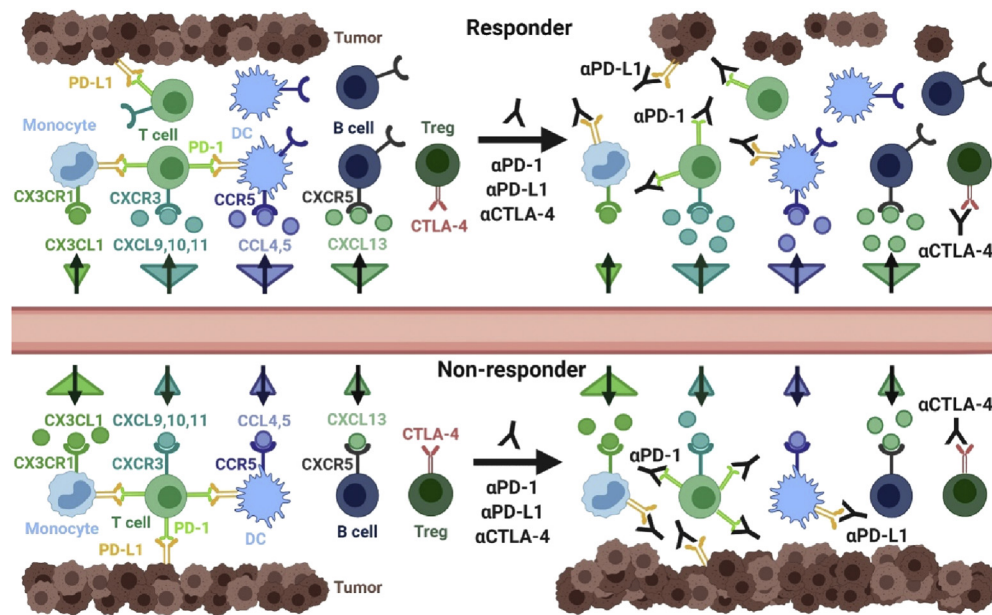 Tumor
Responder
PD-L1
αPD-L1
αPD-1
Monocyte
T cell
DC
B cell
Treg
PD-1
αPD-1
αPD-L1
αCTLA-4
CX3CR1
CXCR3
CCR5
CXCR5
CTLA-4
CX3CL1
CXCL9,10,11
CCL4,5
CXCL13
αCTLA-4
Non-responder
CX3CL1
CXCL9,10,11
CCL4,5
CXCL13
CTLA-4
αCTLA-4
CX3CR1
CXCR3
CCR5
CXCR5
αPD-1
αPD-1
αPD-L1
αCTLA-4
Monocyte
T cell
PD-1
DC
B cell
Treg
PD-L1
αPD-L1
Tumor